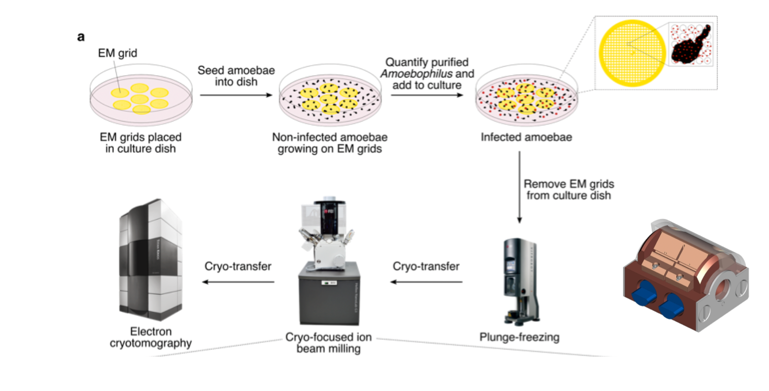 a
EM grid
Seed amoebae
into dish
Quantify purified
Amoebophilus and
add to culture
EM grids placed
in culture dish
Non-infected amoebae
growing on EM grids
Infected amoebae
Remove EM grids
from culture dish
Cryo-transfer
Cryo-transfer
Electron
cryotomography
Cryo-focused ion
beam milling
Plunge-freezing